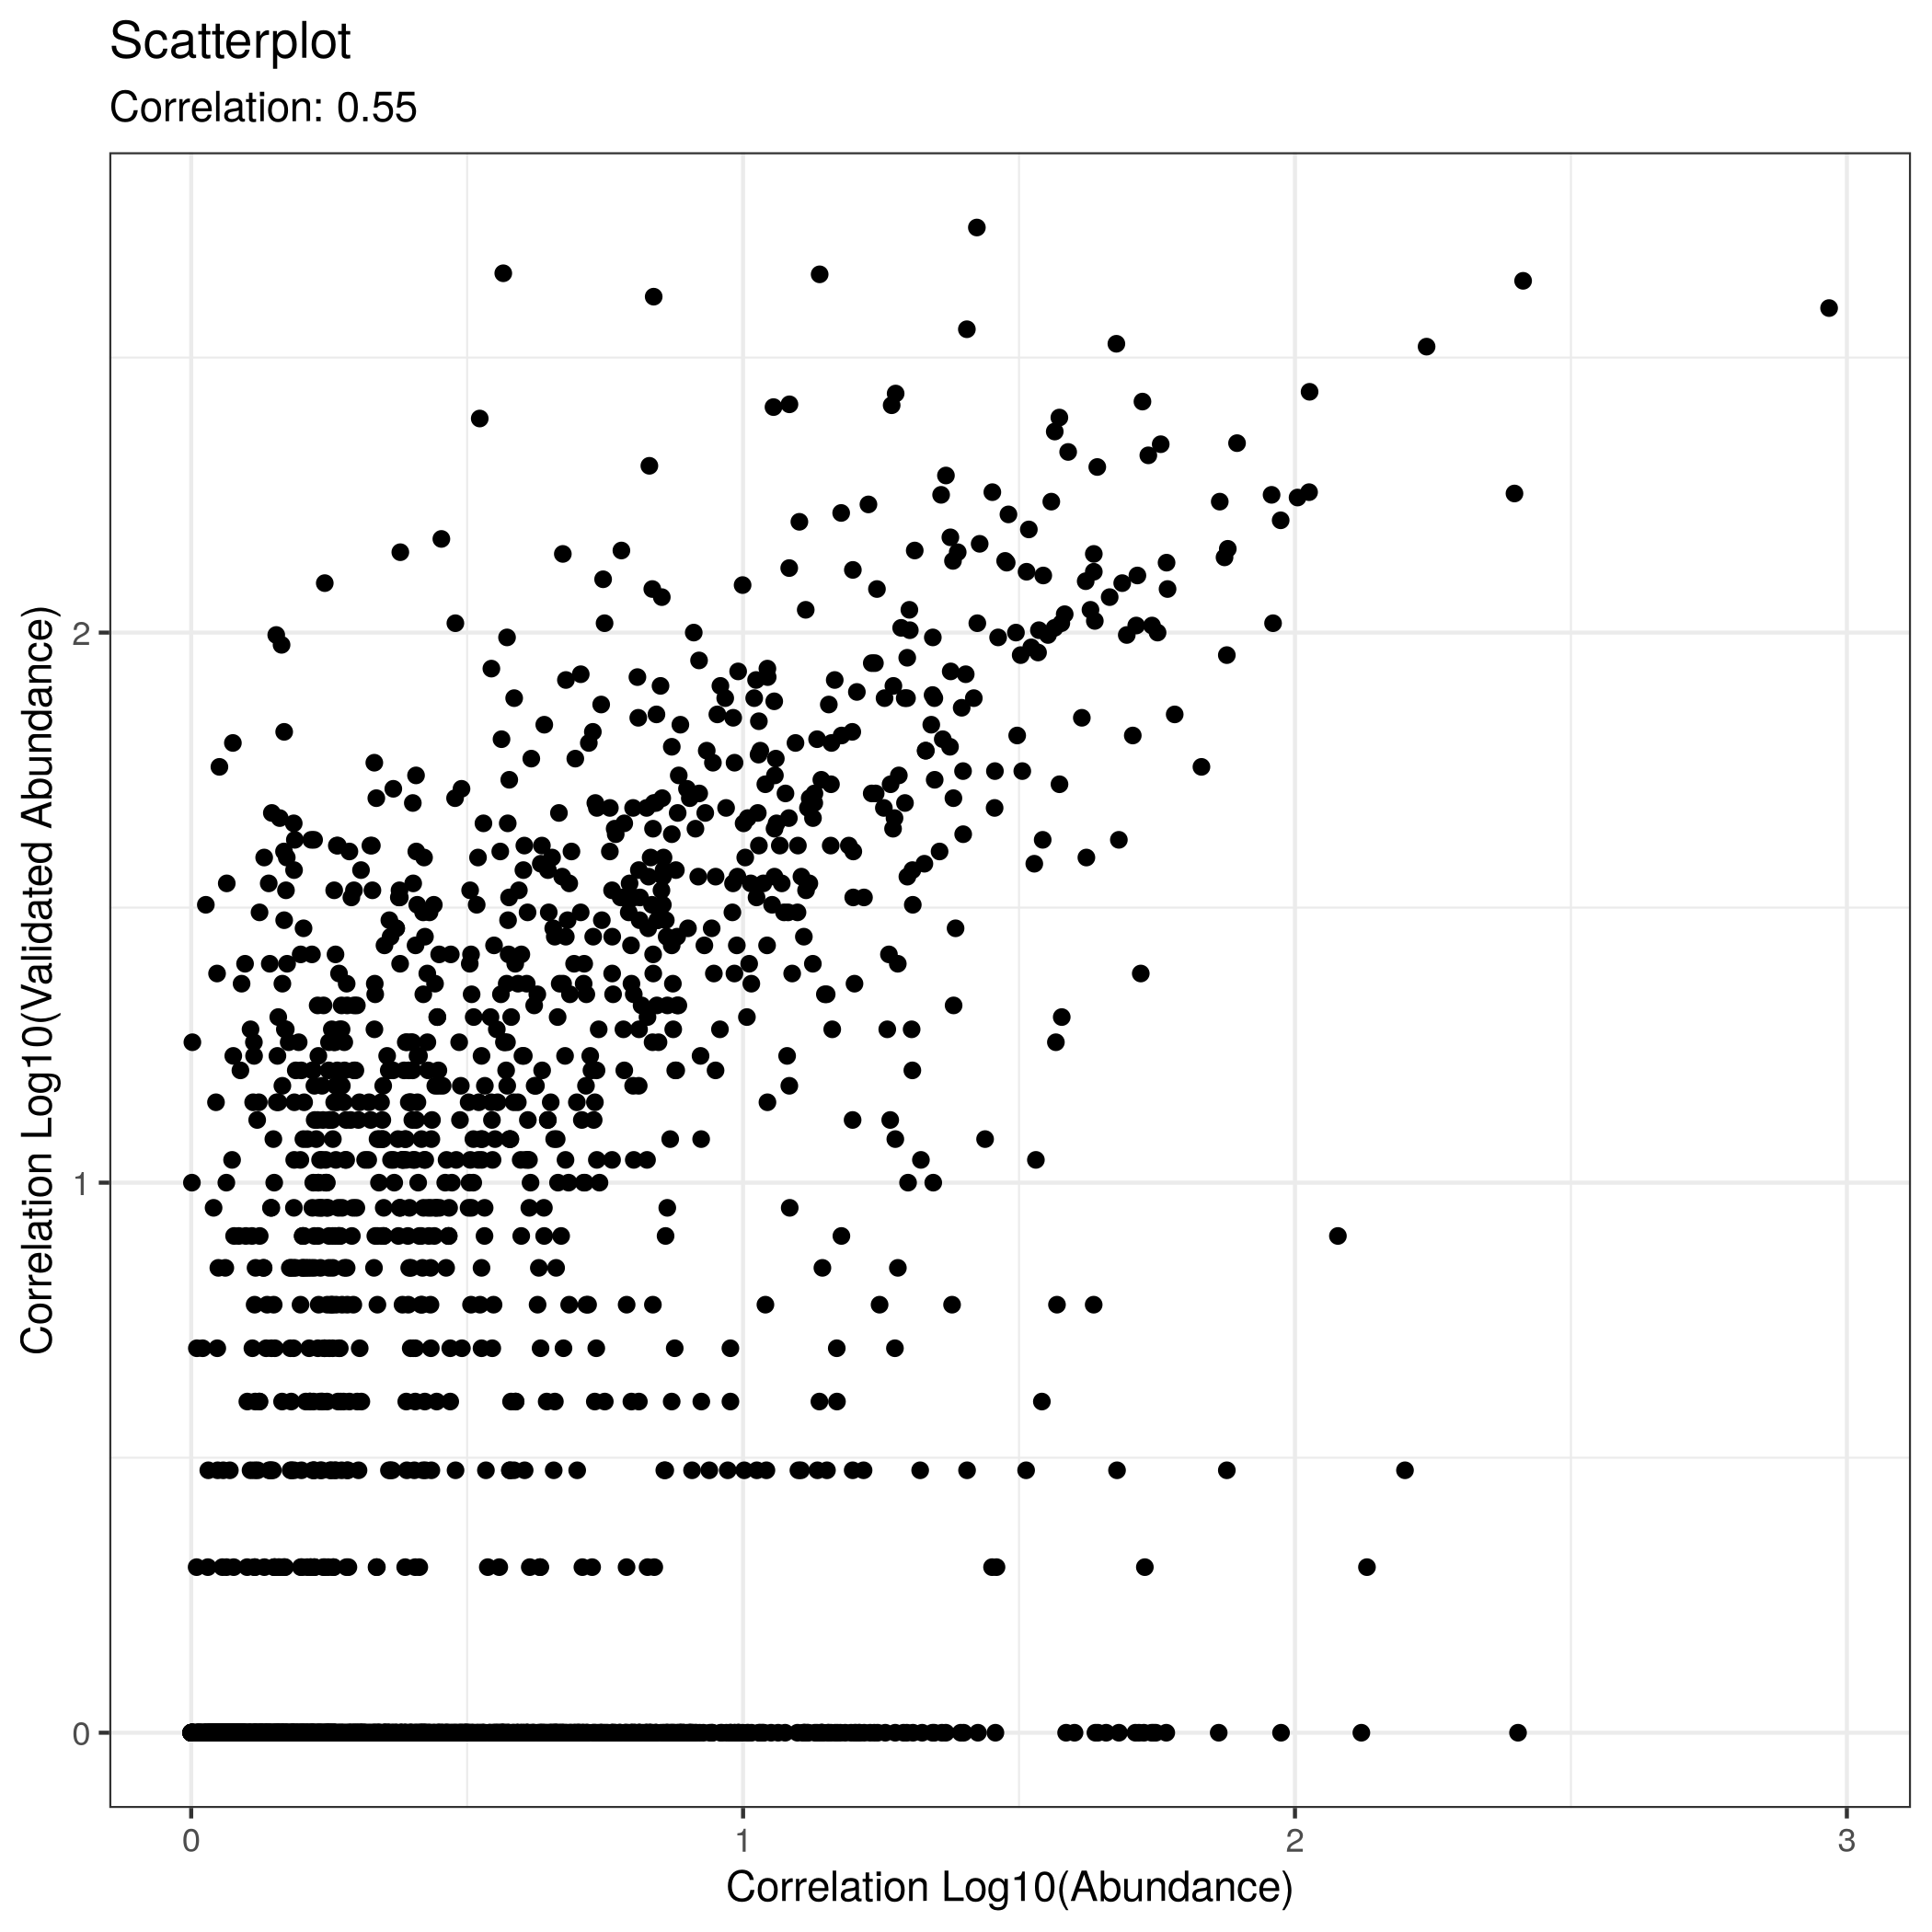 Scatterplot
Correlation: 0.55
Correlation Log10(Validated Abundance)
2
1
0
0
1
2
3
Correlation Log10(Abundance)